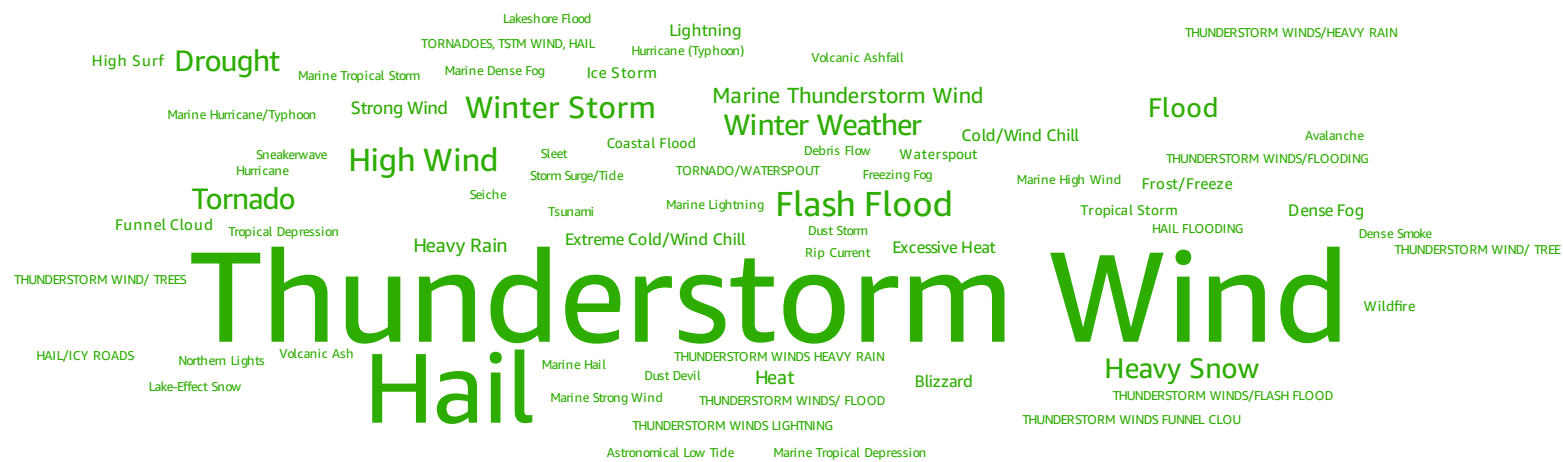 Lakeshore Flood
Lightning
THUNDERSTORM WINDS/HEAVY RAIN
TORNADOES, TSTM WIND, HAIL
Hurricane (Typhoon)
High Surf
Drought
Volcanic Ashfall
Marine Tropical Storm
Marine Dense Fog
Ice Storm
Marine Thunderstorm Wind
Marine Hurricane/Typhoon
Strong Wind
Winter Storm
Flood
Winter Weather
Cold/Wind Chill
Avalanche
Coastal Flood
Sneakerwave
High Wind
Sleet
Debris Flow
Waterspout
THUNDERSTORM WINDS/FLOODING
Hurricane
Storm Surge/Tide
TORNADO/WATERSPOUT
Freezing Fog
Marine High Wind
Frost/Freeze
Tornado
Seiche
Tsunami
Marine Lightning
Flash Flood
Tropical Storm
Dense Fog
Funnel Cloud
Tropical Depression
Heavy Rain
Extreme Cold/Wind Chill
Dust Storm
Rip Current
Excessive Heat
HAIL FLOODING
Dense Smoke
THUNDERSTORM WIND/ TREE
THUNDERSTORM WIND/ TREES
Thunderstorm Wind
Wildfire
HAIL/ICY ROADS
Northern Lights
Volcanic Ash
Hail
Marine Hail
THUNDERSTORM WINDS HEAVY RAIN
Heavy Snow
Lake-Effect Snow
Dust Devil
Heat
Blizzard
Marine Strong Wind
THUNDERSTORM WINDS/ FLOOD
THUNDERSTORM WINDS/FLASH FLOOD
THUNDERSTORM WINDS LIGHTNING
THUNDERSTORM WINDS FUNNEL CLOU
Astronomical Low Tide
Marine Tropical Depression